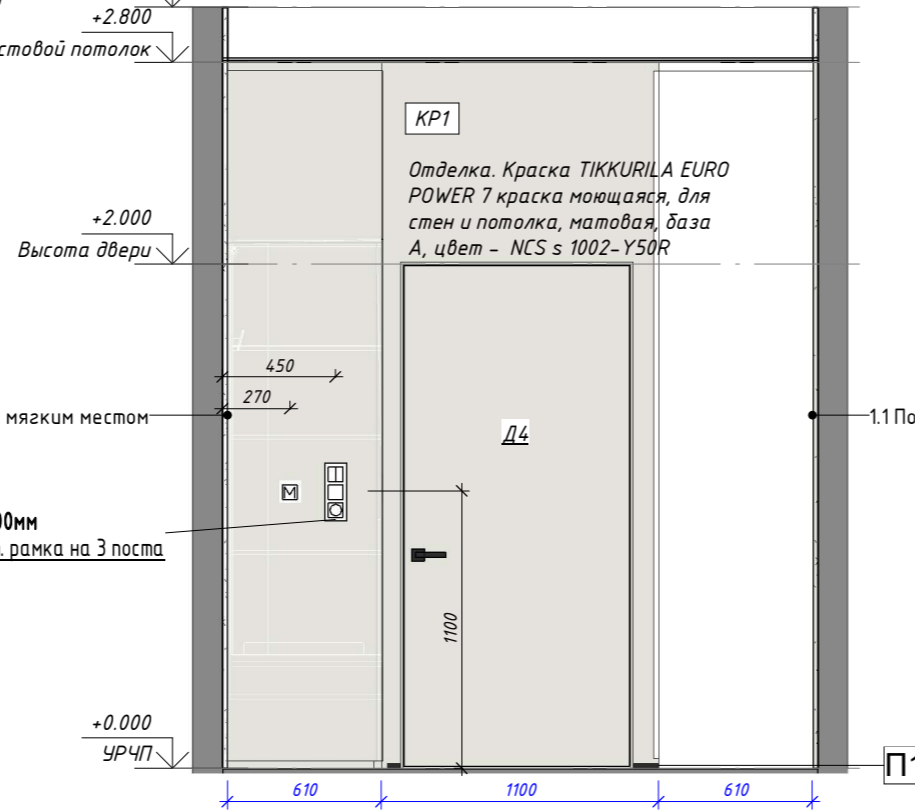 +2.800
стовой потолок
КР1
Отделка. Краска TIKKURILA EURO
POWER 7 краска моющаяся, для
стен и потолка, матовая, база
А, цвет - NCS s 1002-Y50R
+2.000
Высота двери
450
270
мягким местом
1.1 По
Д4
М
0мм
. рамка на 3 поста
1100
+0.000
УРЧП
П1
610
1100
610